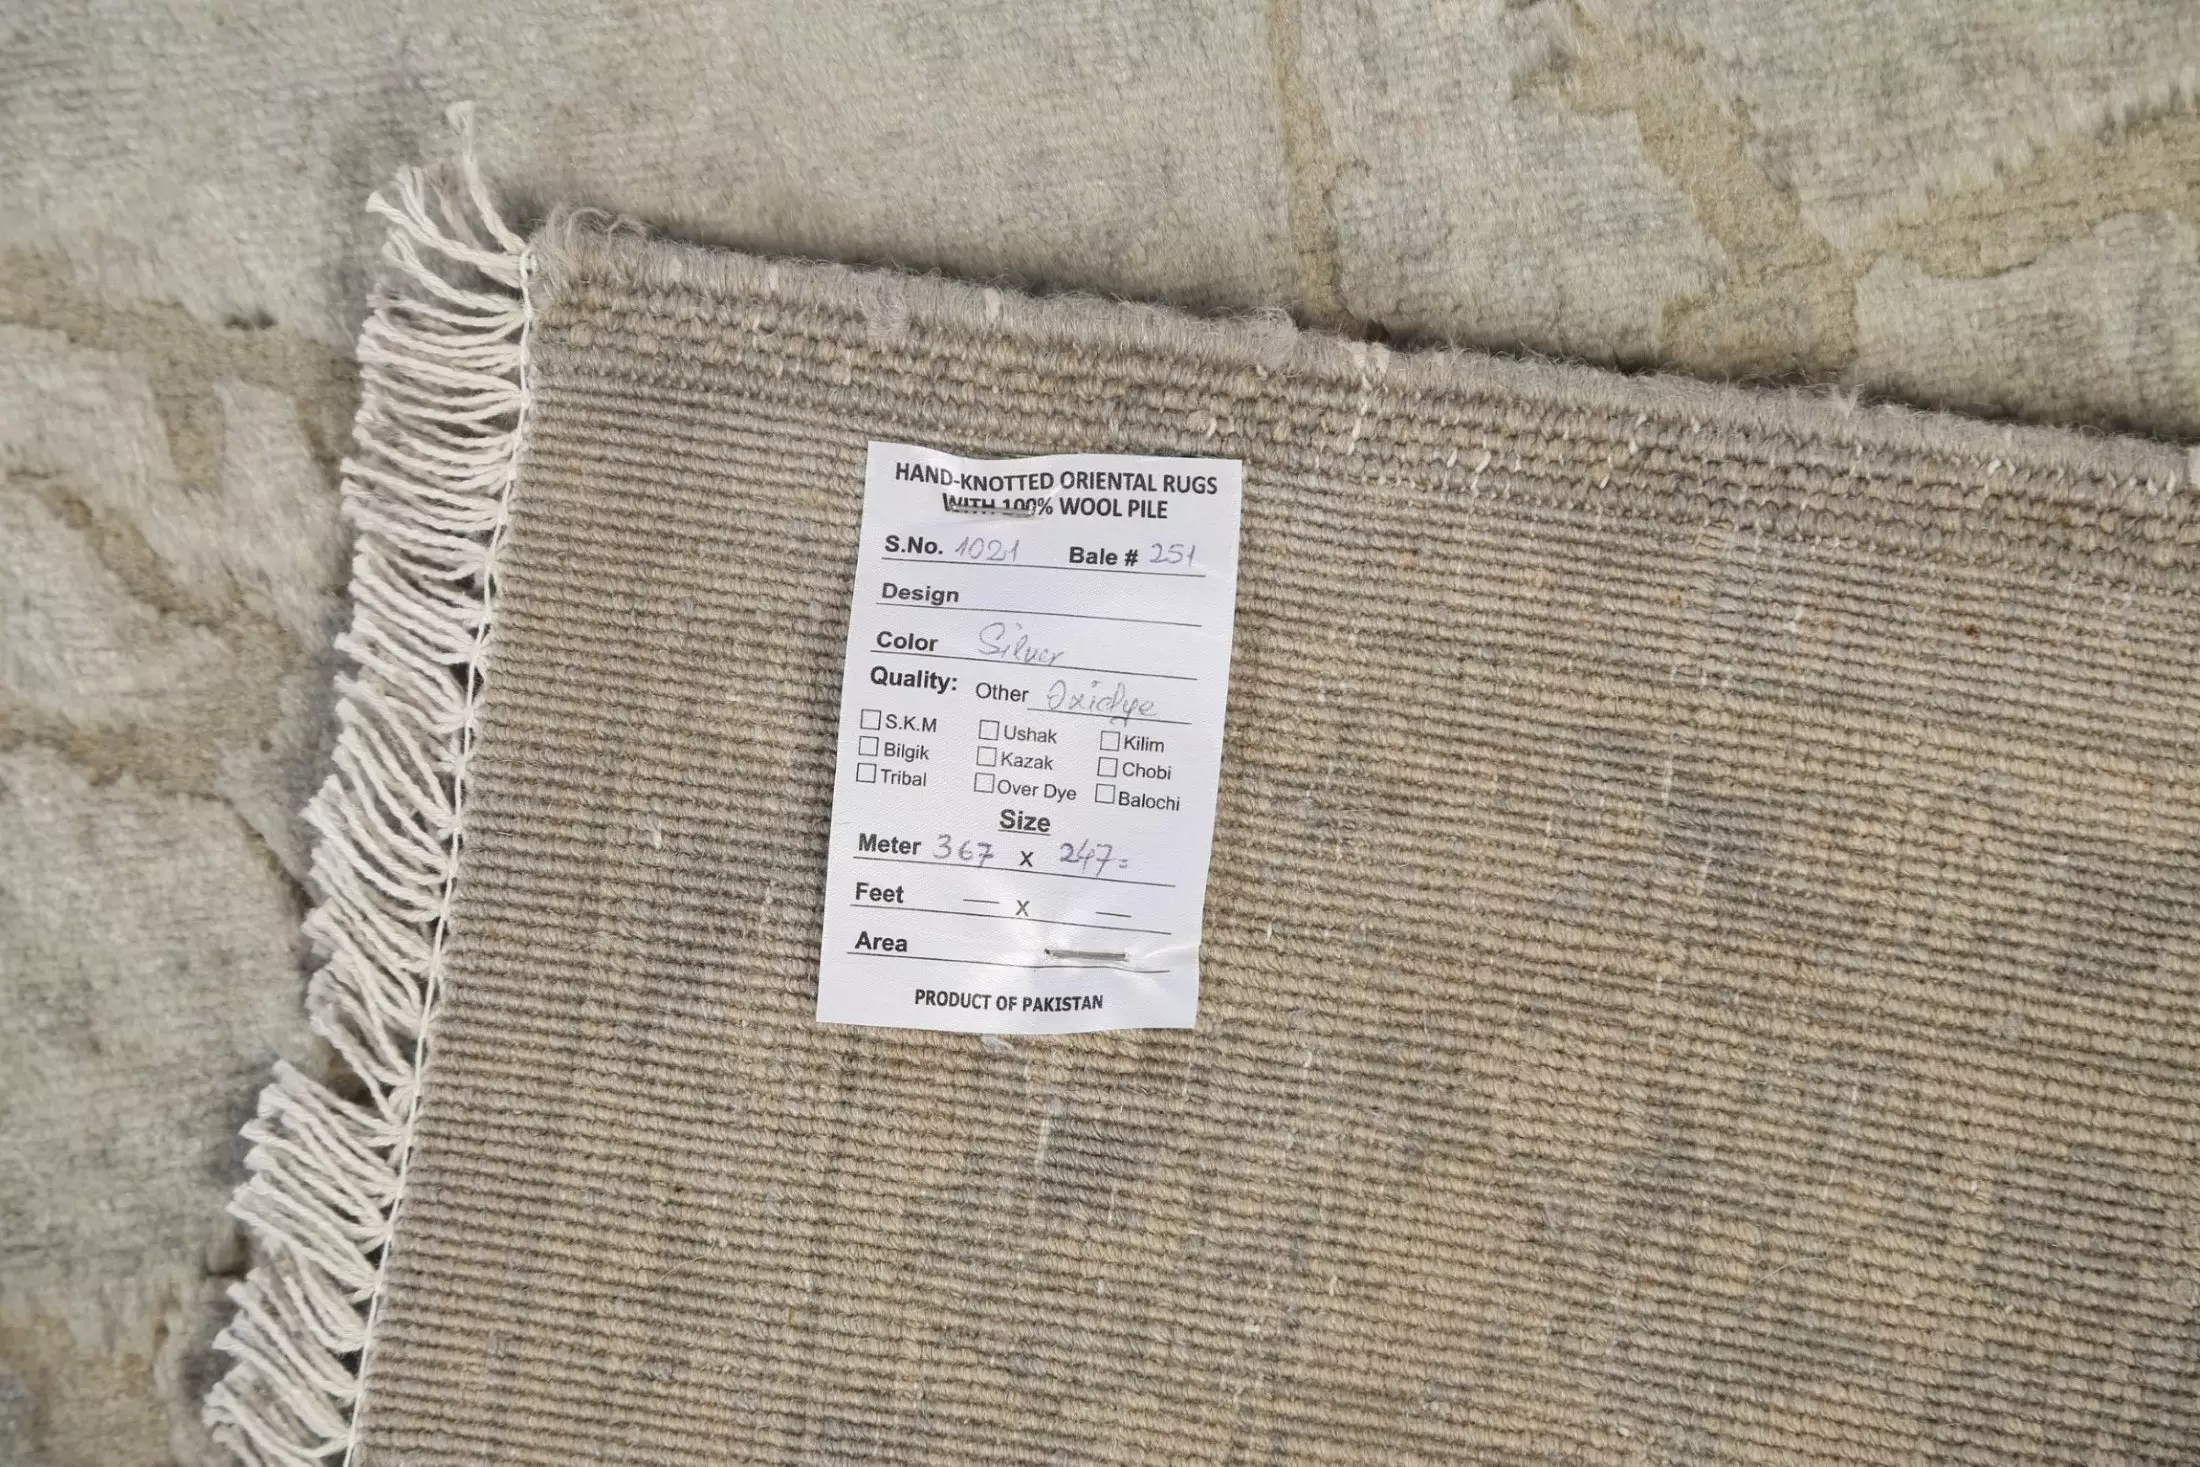 HAND-KNOTTED ORIENTAL RUGS
WITH 100% WOOL PILE
S.No. 1021 Bale # 251
Design
Color Silver
Quality: Other Oxidye
S.K.M Ushak Kilim
Bilgik Kazak Chobi
Tribal Over Dye Balochi
Size
Meter 367 x 247=
Feet — x —
Area
PRODUCT OF PAKISTAN